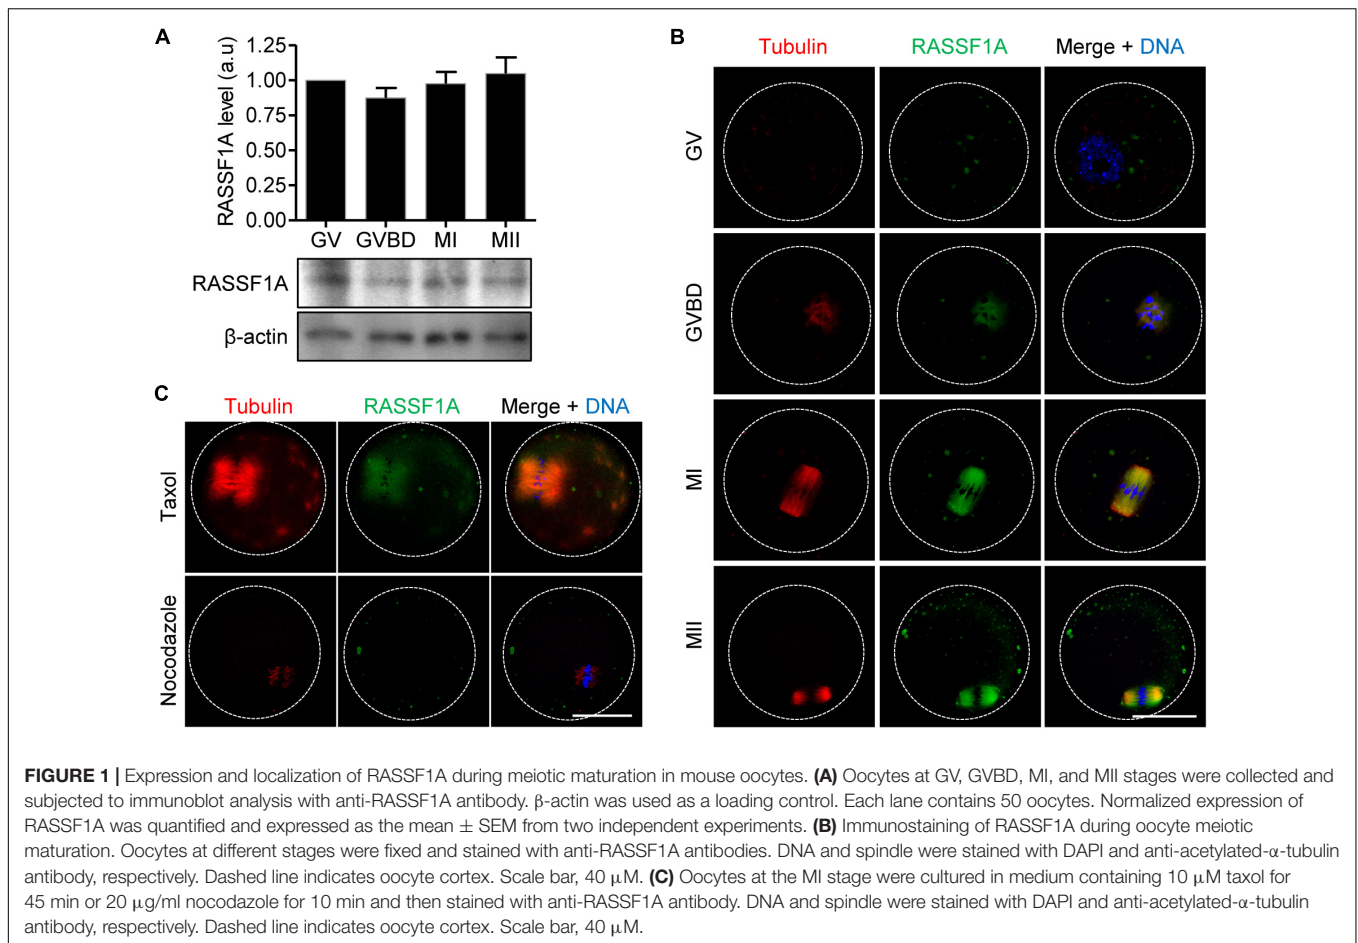 A
RASSF1A level (a.u)
1.25
1.00
0.75
0.50
0.25
0.00
GV GVBD MI MII
RASSF1A
β-actin
B
Tubulin RASSF1A Merge + DNA
GV
GVBD
MI
MII
C
Tubulin RASSF1A Merge + DNA
Taxol
Nocodazole
FIGURE 1 | Expression and localization of RASSF1A during meiotic maturation in mouse oocytes. (A) Oocytes at GV, GVBD, MI, and MII stages were collected and
subjected to immunoblot analysis with anti-RASSF1A antibody. β-actin was used as a loading control. Each lane contains 50 oocytes. Normalized expression of
RASSF1A was quantified and expressed as the mean ± SEM from two independent experiments. (B) Immunostaining of RASSF1A during oocyte meiotic
maturation. Oocytes at different stages were fixed and stained with anti-RASSF1A antibodies. DNA and spindle were stained with DAPI and anti-acetylated-α-tubulin
antibody, respectively. Dashed line indicates oocyte cortex. Scale bar, 40 μM. (C) Oocytes at the MI stage were cultured in medium containing 10 μM taxol for
45 min or 20 μg/ml nocodazole for 10 min and then stained with anti-RASSF1A antibody. DNA and spindle were stained with DAPI and anti-acetylated-α-tubulin
antibody, respectively. Dashed line indicates oocyte cortex. Scale bar, 40 μM.